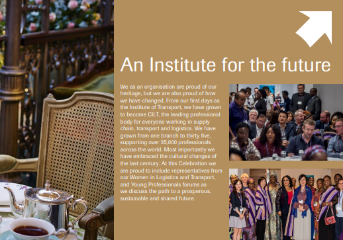 An Institute for the future
We as an organisation are proud of our
heritage, but we are also proud of how
we have changed. From our first days as
the Institute of Transport, we have grown
to become CILT, the leading professional
body for everyone working in supply
chain, transport and logistics. We have
grown from one branch to thirty five,
supporting over 35,000 professionals
across the world. Most importantly we
have embraced the cultural changes of
the last century. At this Celebration we
are proud to include representatives from
our Women in Logistics and Transport,
and Young Professionals forums as
we discuss the path to a prosperous,
sustainable and shared future.